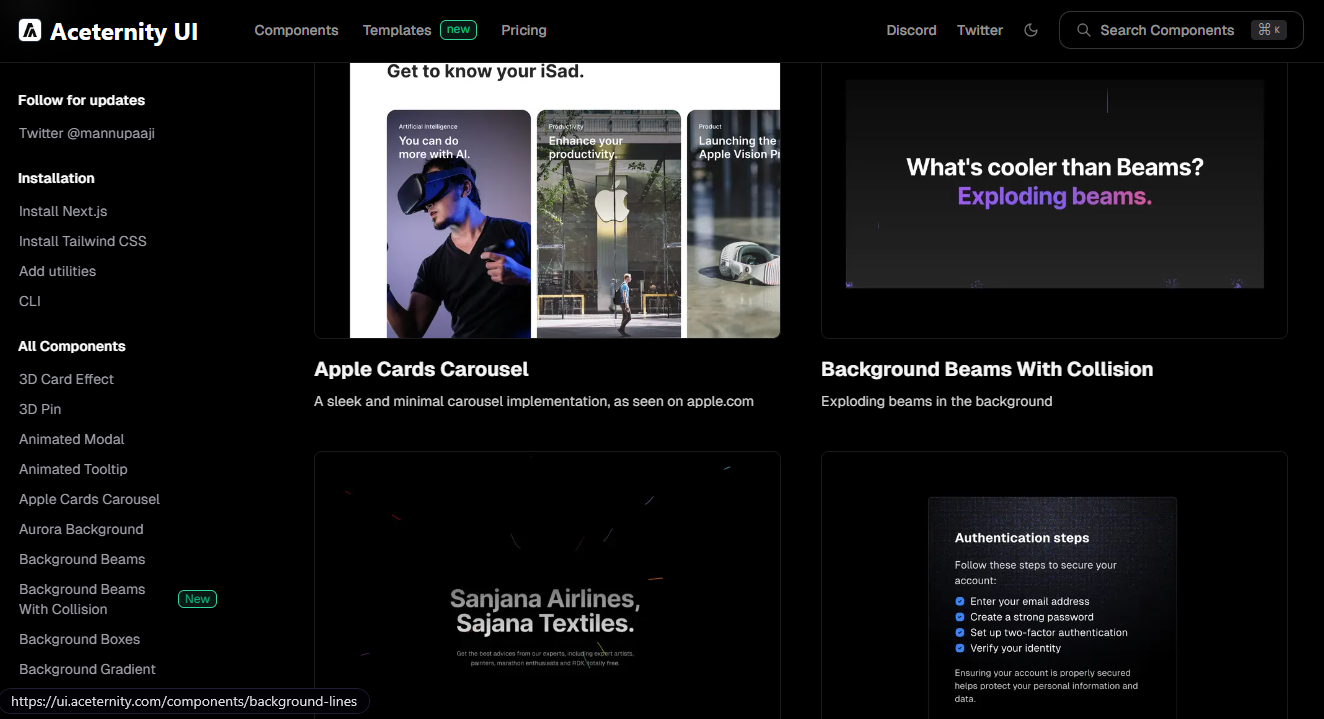 Aceternity UI
Components
Templates new
Pricing
Discord
Twitter
Search Components ⌘ K
Follow for updates
Twitter @mannupaaji
Installation
Install Next.js
Install Tailwind CSS
Add utilities
CLI
All Components
3D Card Effect
3D Pin
Animated Modal
Animated Tooltip
Apple Cards Carousel
Aurora Background
Background Beams
Background Beams
With Collision
New
Background Boxes
Background Gradient
https://ui.aceternity.com/components/background-lines
Get to know your iSad.
Artificial Intelligence
You can do
more with AI.
Productivity
Enhance your
productivity.
Product
Launching the
Apple Vision Pr
Apple Cards Carousel
A sleek and minimal carousel implementation, as seen on apple.com
What's cooler than Beams?
Exploding beams.
Background Beams With Collision
Exploding beams in the background
Sanjana Airlines,
Sajana Textiles.
Get the best advices from our experts, including expert artists,
painters, marathon enthusiasts and RDX, totally free.
Authentication steps
Follow these steps to secure your
account:
Enter your email address
Create a strong password
Set up two-factor authentication
Verify your identity
Ensuring your account is properly secured
helps protect your personal information and
data.